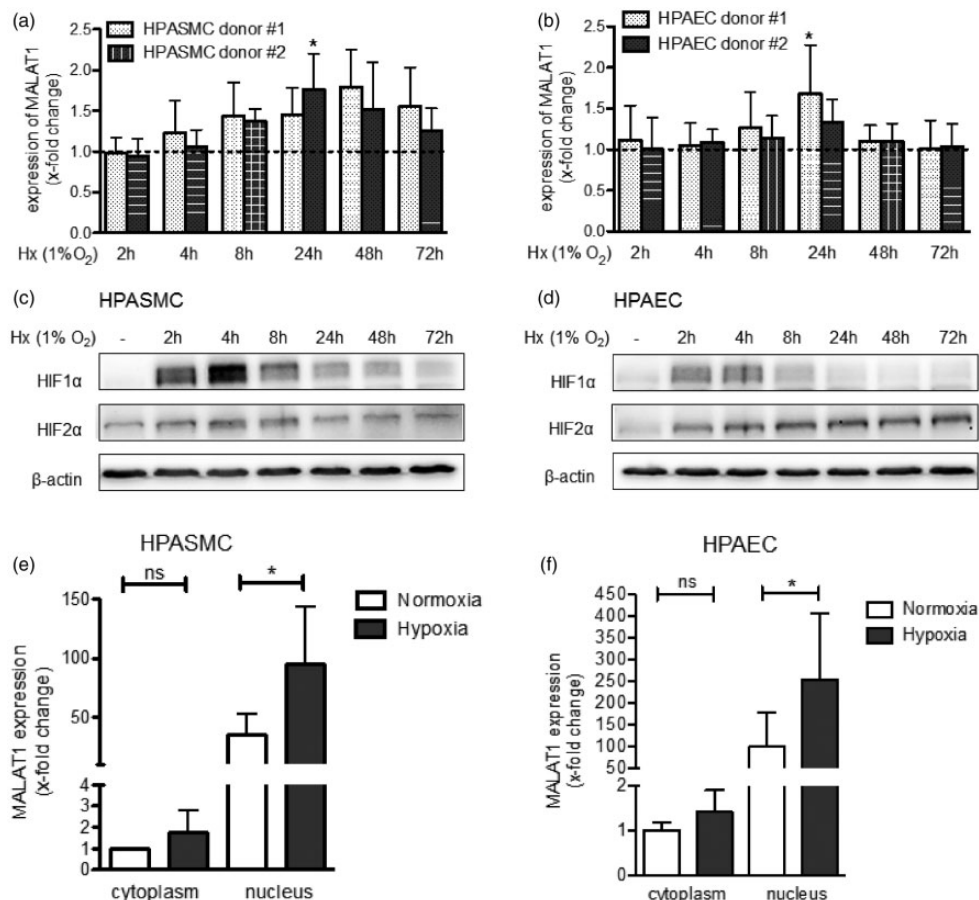 (a)
2.5
2.0
1.5
1.0
0.5
0.0
expression of MALAT1
(x-fold change)
HPASMC donor #1
HPASMC donor #2
*
Hx (1%O₂) 2h 4h 8h 24h 48h 72h
(b)
2.5
2.0
1.5
1.0
0.5
0.0
expression of MALAT1
(x-fold change)
HPAEC donor #1
HPAEC donor #2
*
Hx (1%O₂) 2h 4h 8h 24h 48h 72h
(c) HPASMC
Hx (1% O₂) - 2h 4h 8h 24h 48h 72h
HIF1α
HIF2α
β-actin
(d) HPAEC
Hx (1% O₂) - 2h 4h 8h 24h 48h 72h
HIF1α
HIF2α
β-actin
(e) HPASMC
ns *
150
100
50
4
3
2
1
0
MALAT1 expression
(x-fold change)
Normoxia
Hypoxia
cytoplasm nucleus
(f) HPAEC
ns *
450
400
350
300
250
200
150
100
50
2
1
0
MALAT1 expression
(x-fold change)
Normoxia
Hypoxia
cytoplasm nucleus